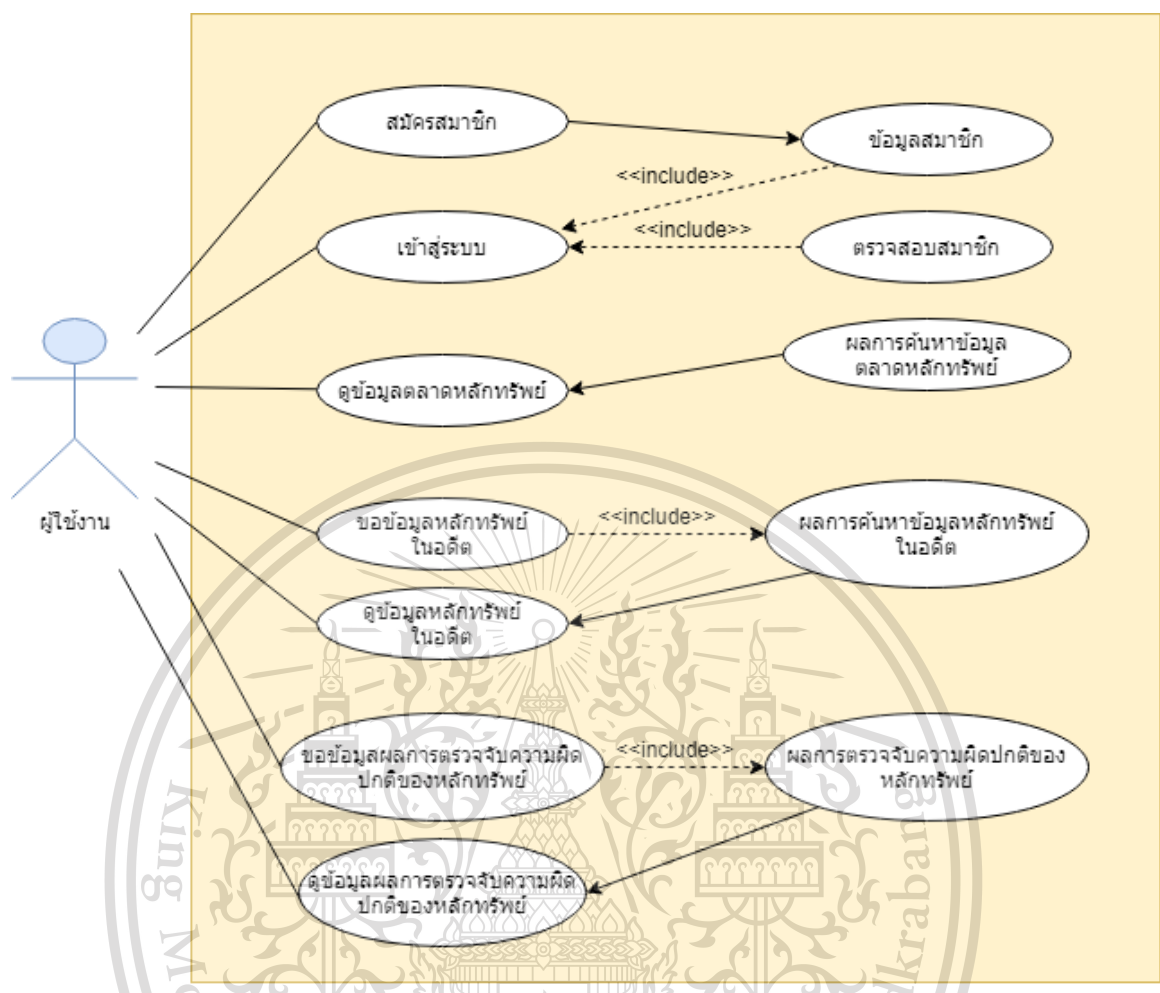 สมัครสมาชิก
ข้อมูลสมาชิก
<<include>>
<<include>>
เข้าสู่ระบบ
ตรวจสอบสมาชิก
ผลการค้นหาข้อมูล
ตลาดหลักทรัพย์
ดูข้อมูลตลาดหลักทรัพย์
ผู้ใช้งาน
ขอข้อมูลหลักทรัพย์
ในอดีต
<<include>>
ผลการค้นหาข้อมูลหลักทรัพย์
ในอดีต
ดูข้อมูลหลักทรัพย์
ในอดีต
ขอข้อมูลผลการตรวจจับความผิด
ปกติของหลักทรัพย์
<<include>>
ผลการตรวจจับความผิดปกติของ
หลักทรัพย์
ดูข้อมูลผลการตรวจจับความผิด
ปกติของหลักทรัพย์
King